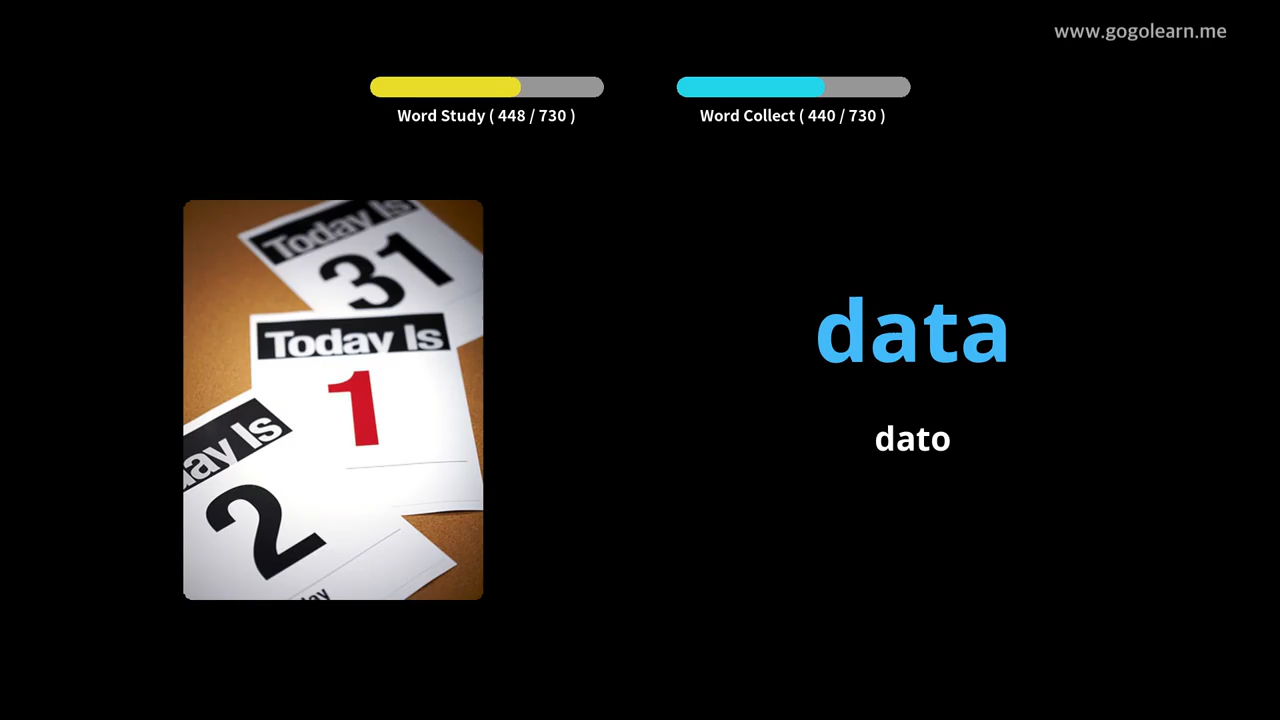 www.gogolearn.me
Word Study ( 448 / 730 )
Word Collect ( 440 / 730 )
Today Is
31
Today Is
1
ay Is
2
ay
data
dato